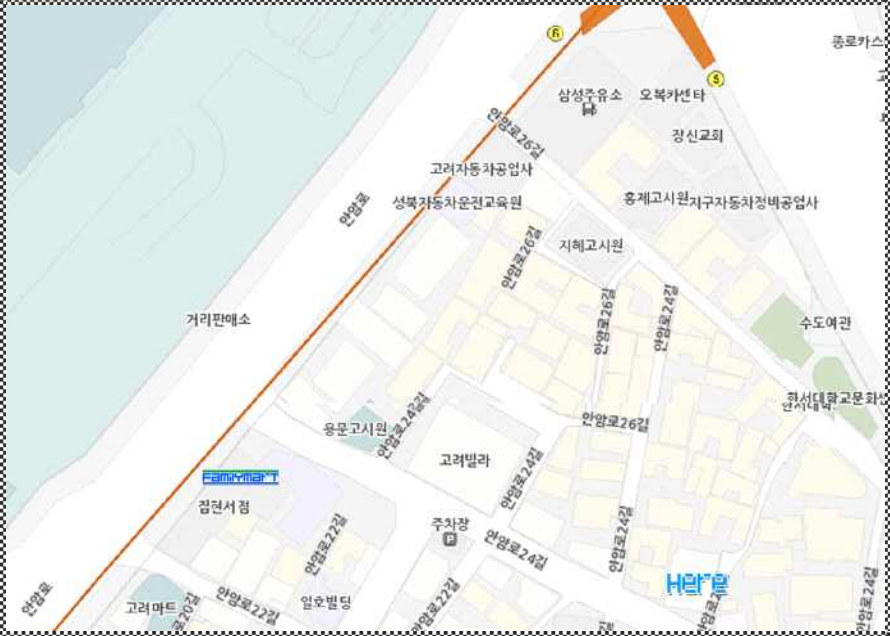 6
5
종로카스
삼성주유소
오복카센타
안암로26길
장신교회
고려자동차공업사
성북자동차운전교육원
홍제고시원
지구자동차정비공업사
안암로
안암로26길
지혜고시원
거리판매소
안암로26길
안암로24길
수도여관
한서대학교문화센
안암로26길
용문고시원
안암로24길
고려빌라
안암로24길
FamilyMart
집현서점
주차장
P
안암로22길
안암로24길
안암로24길
Here
안암로
고려마트
안암로22길
일호빌딩
안암로22길
안암로24길